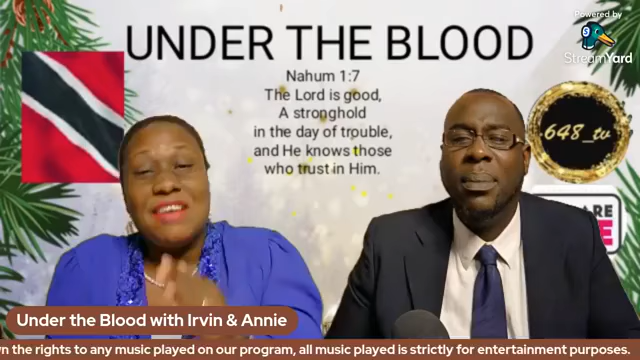 Powered by
StreamYard
UNDER THE BLOOD
Nahum 1:7
The Lord is good,
A stronghold
in the day of trouble,
and He knows those
who trust in Him.
648_tv
ARE
Under the Blood with Irvin & Annie
n the rights to any music played on our program, all music played is strictly for entertainment purposes.